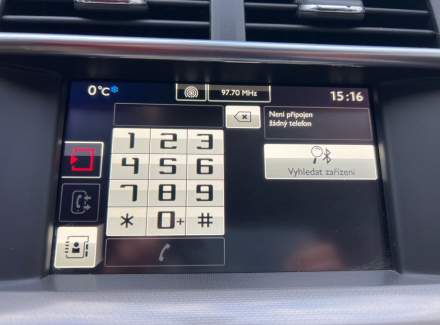 0°C
97.70 MHz
15:16
Není připojen
žádný telefon
1 2 3
4 5 6
7 8 9
* 0+ #
Vyhledat zařízení